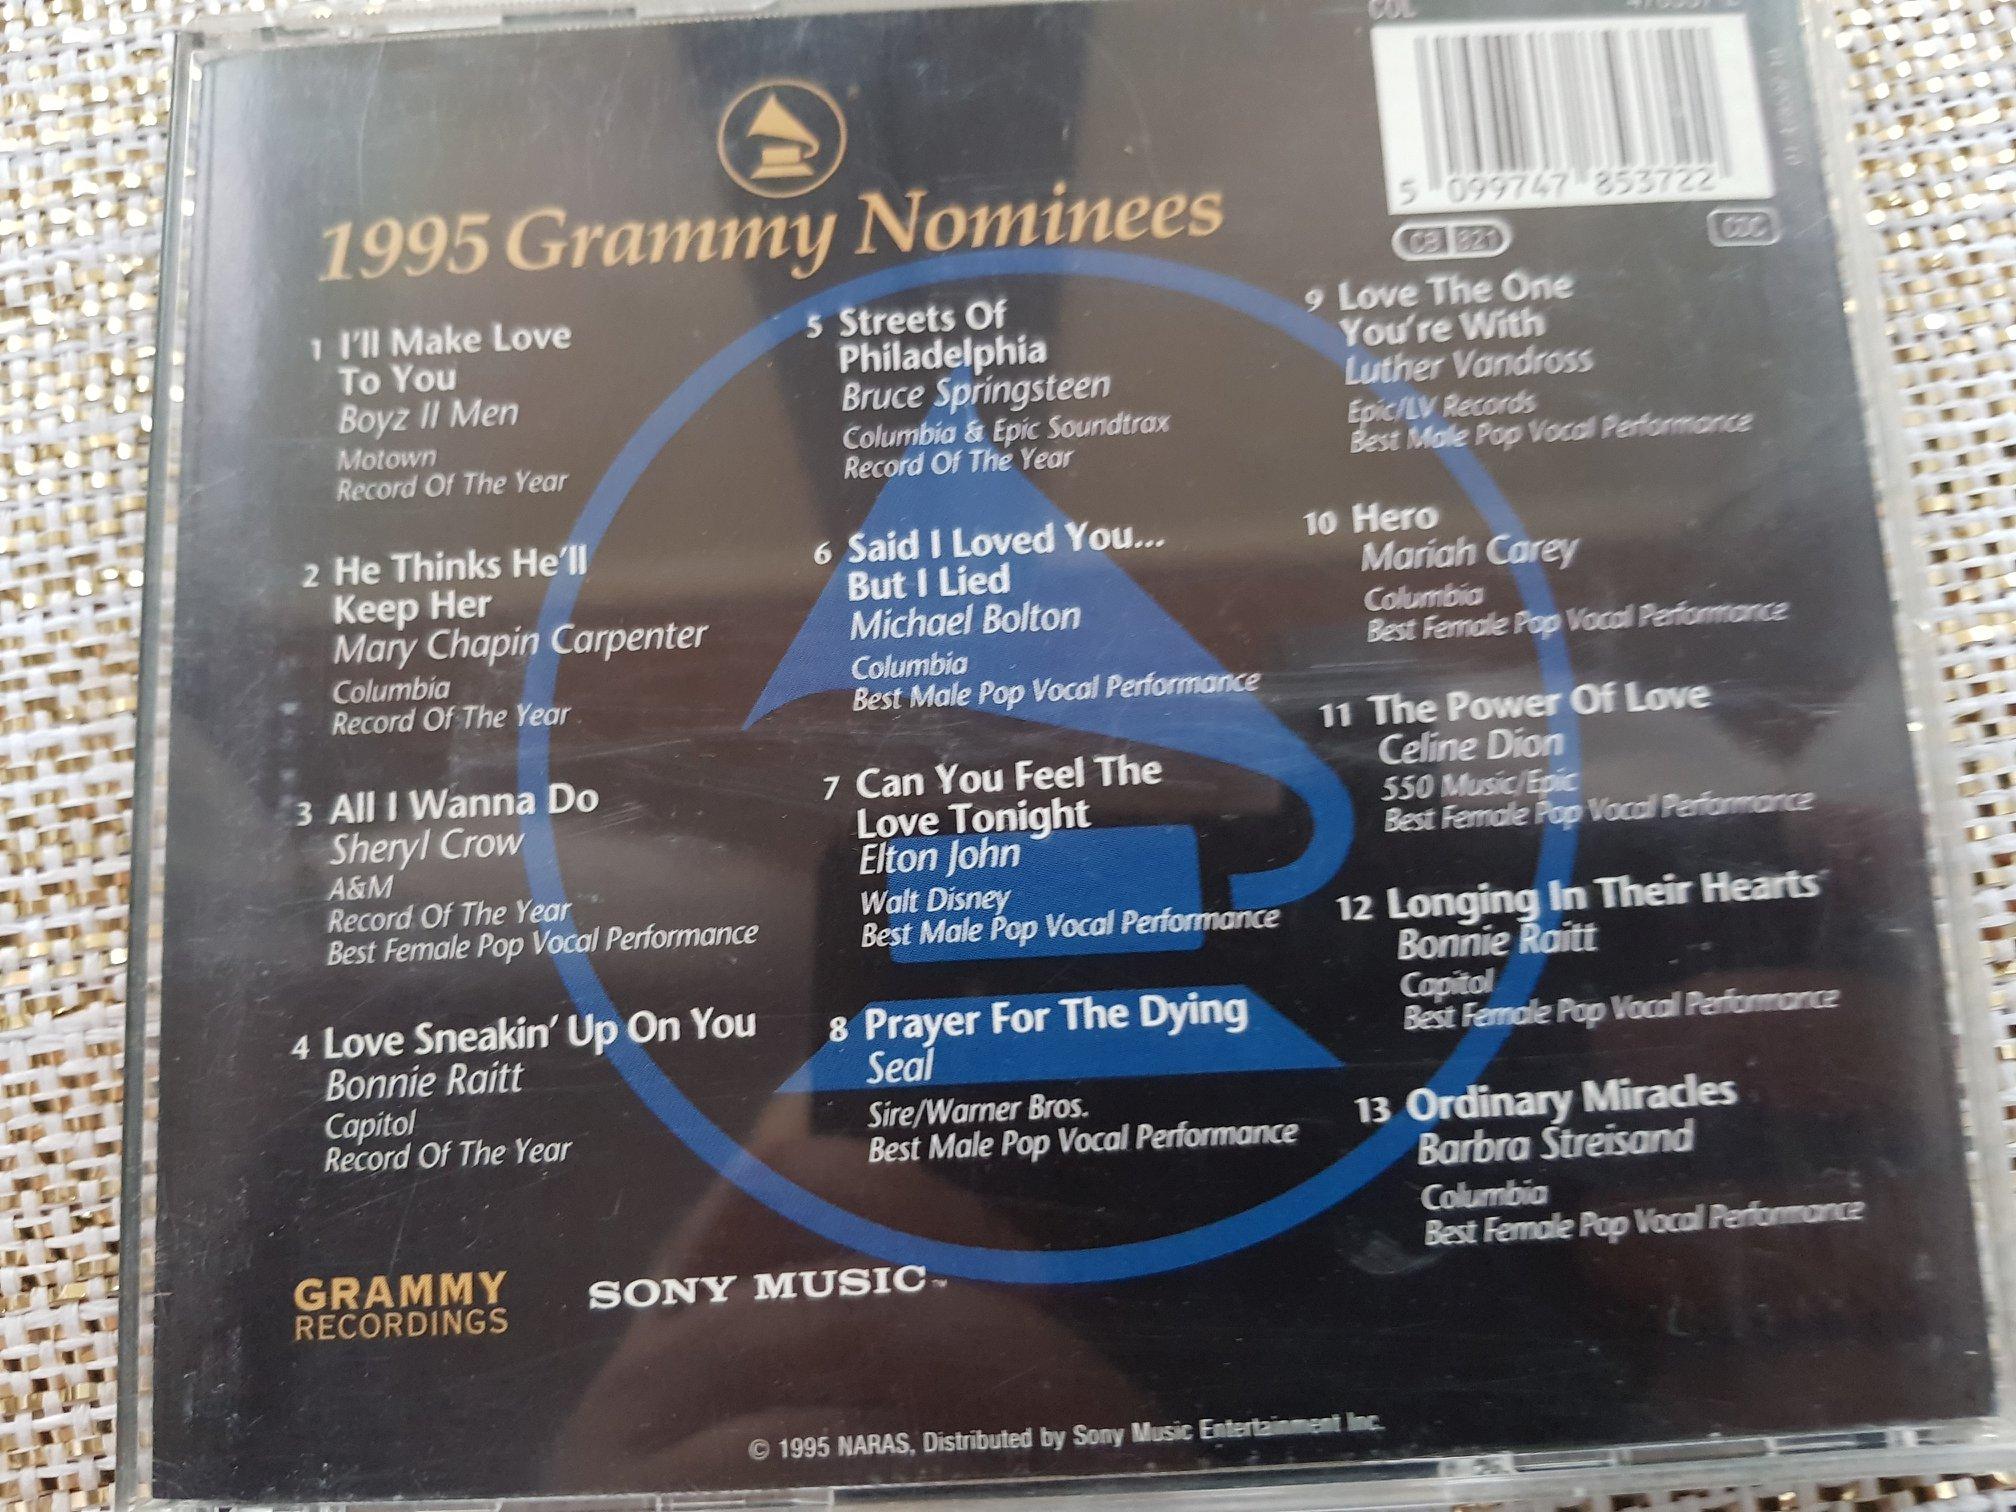 COL
5 099747 853722
CB 821
CDC
1995 Grammy Nominees
1 I'll Make Love
To You
Boyz II Men
Motown
Record Of The Year
2 He Thinks He'll
Keep Her
Mary Chapin Carpenter
Columbia
Record Of The Year
3 All I Wanna Do
Sheryl Crow
A&M
Record Of The Year
Best Female Pop Vocal Performance
4 Love Sneakin' Up On You
Bonnie Raitt
Capitol
Record Of The Year
5 Streets Of
Philadelphia
Bruce Springsteen
Columbia & Epic Soundtrax
Record Of The Year
6 Said I Loved You...
But I Lied
Michael Bolton
Columbia
Best Male Pop Vocal Performance
7 Can You Feel The
Love Tonight
Elton John
Walt Disney
Best Male Pop Vocal Performance
8 Prayer For The Dying
Seal
Sire/Warner Bros.
Best Male Pop Vocal Performance
9 Love The One
You're With
Luther Vandross
Epic/LV Records
Best Male Pop Vocal Performance
10 Hero
Mariah Carey
Columbia
Best Female Pop Vocal Performance
11 The Power Of Love
Celine Dion
550 Music/Epic
Best Female Pop Vocal Performance
12 Longing In Their Hearts
Bonnie Raitt
Capitol
Best Female Pop Vocal Performance
13 Ordinary Miracles
Barbra Streisand
Columbia
Best Female Pop Vocal Performance
GRAMMY
RECORDINGS
SONY MUSIC™
© 1995 NARAS, Distributed by Sony Music Entertainment Inc.